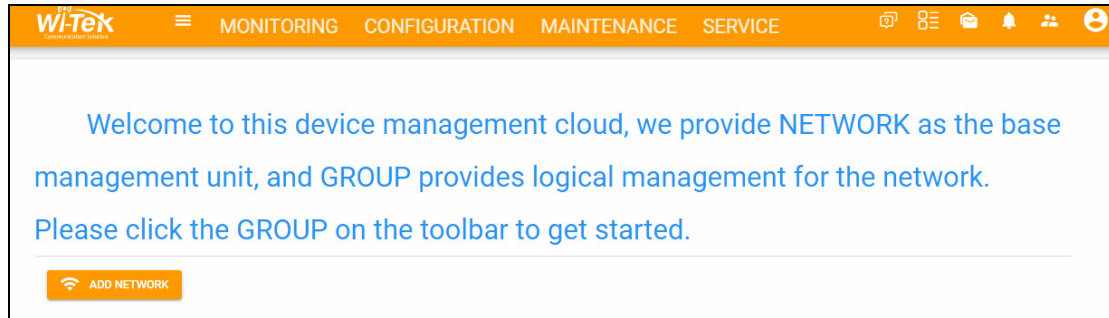 Wi-Tek
Communication Solution
MONITORING CONFIGURATION MAINTENANCE SERVICE
Welcome to this device management cloud, we provide NETWORK as the base
management unit, and GROUP provides logical management for the network.
Please click the GROUP on the toolbar to get started.
ADD NETWORK